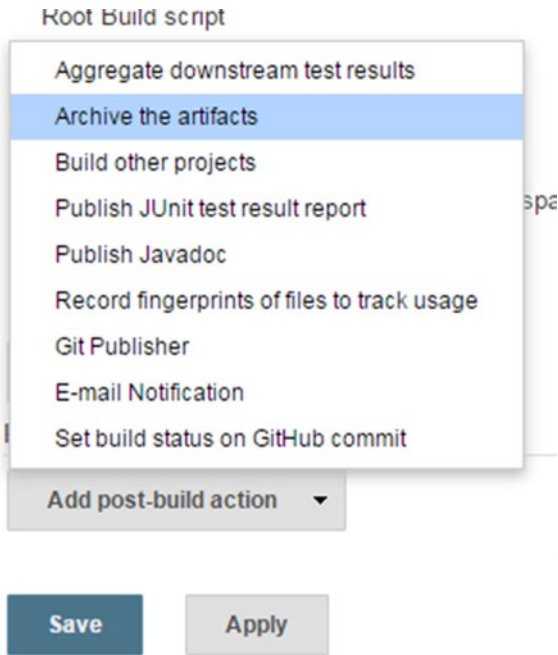 Root Build script
Aggregate downstream test results
Archive the artifacts
Build other projects
Publish JUnit test result report
Publish Javadoc
Record fingerprints of files to track usage
Git Publisher
E-mail Notification
Set build status on GitHub commit
Add post-build action
Save Apply